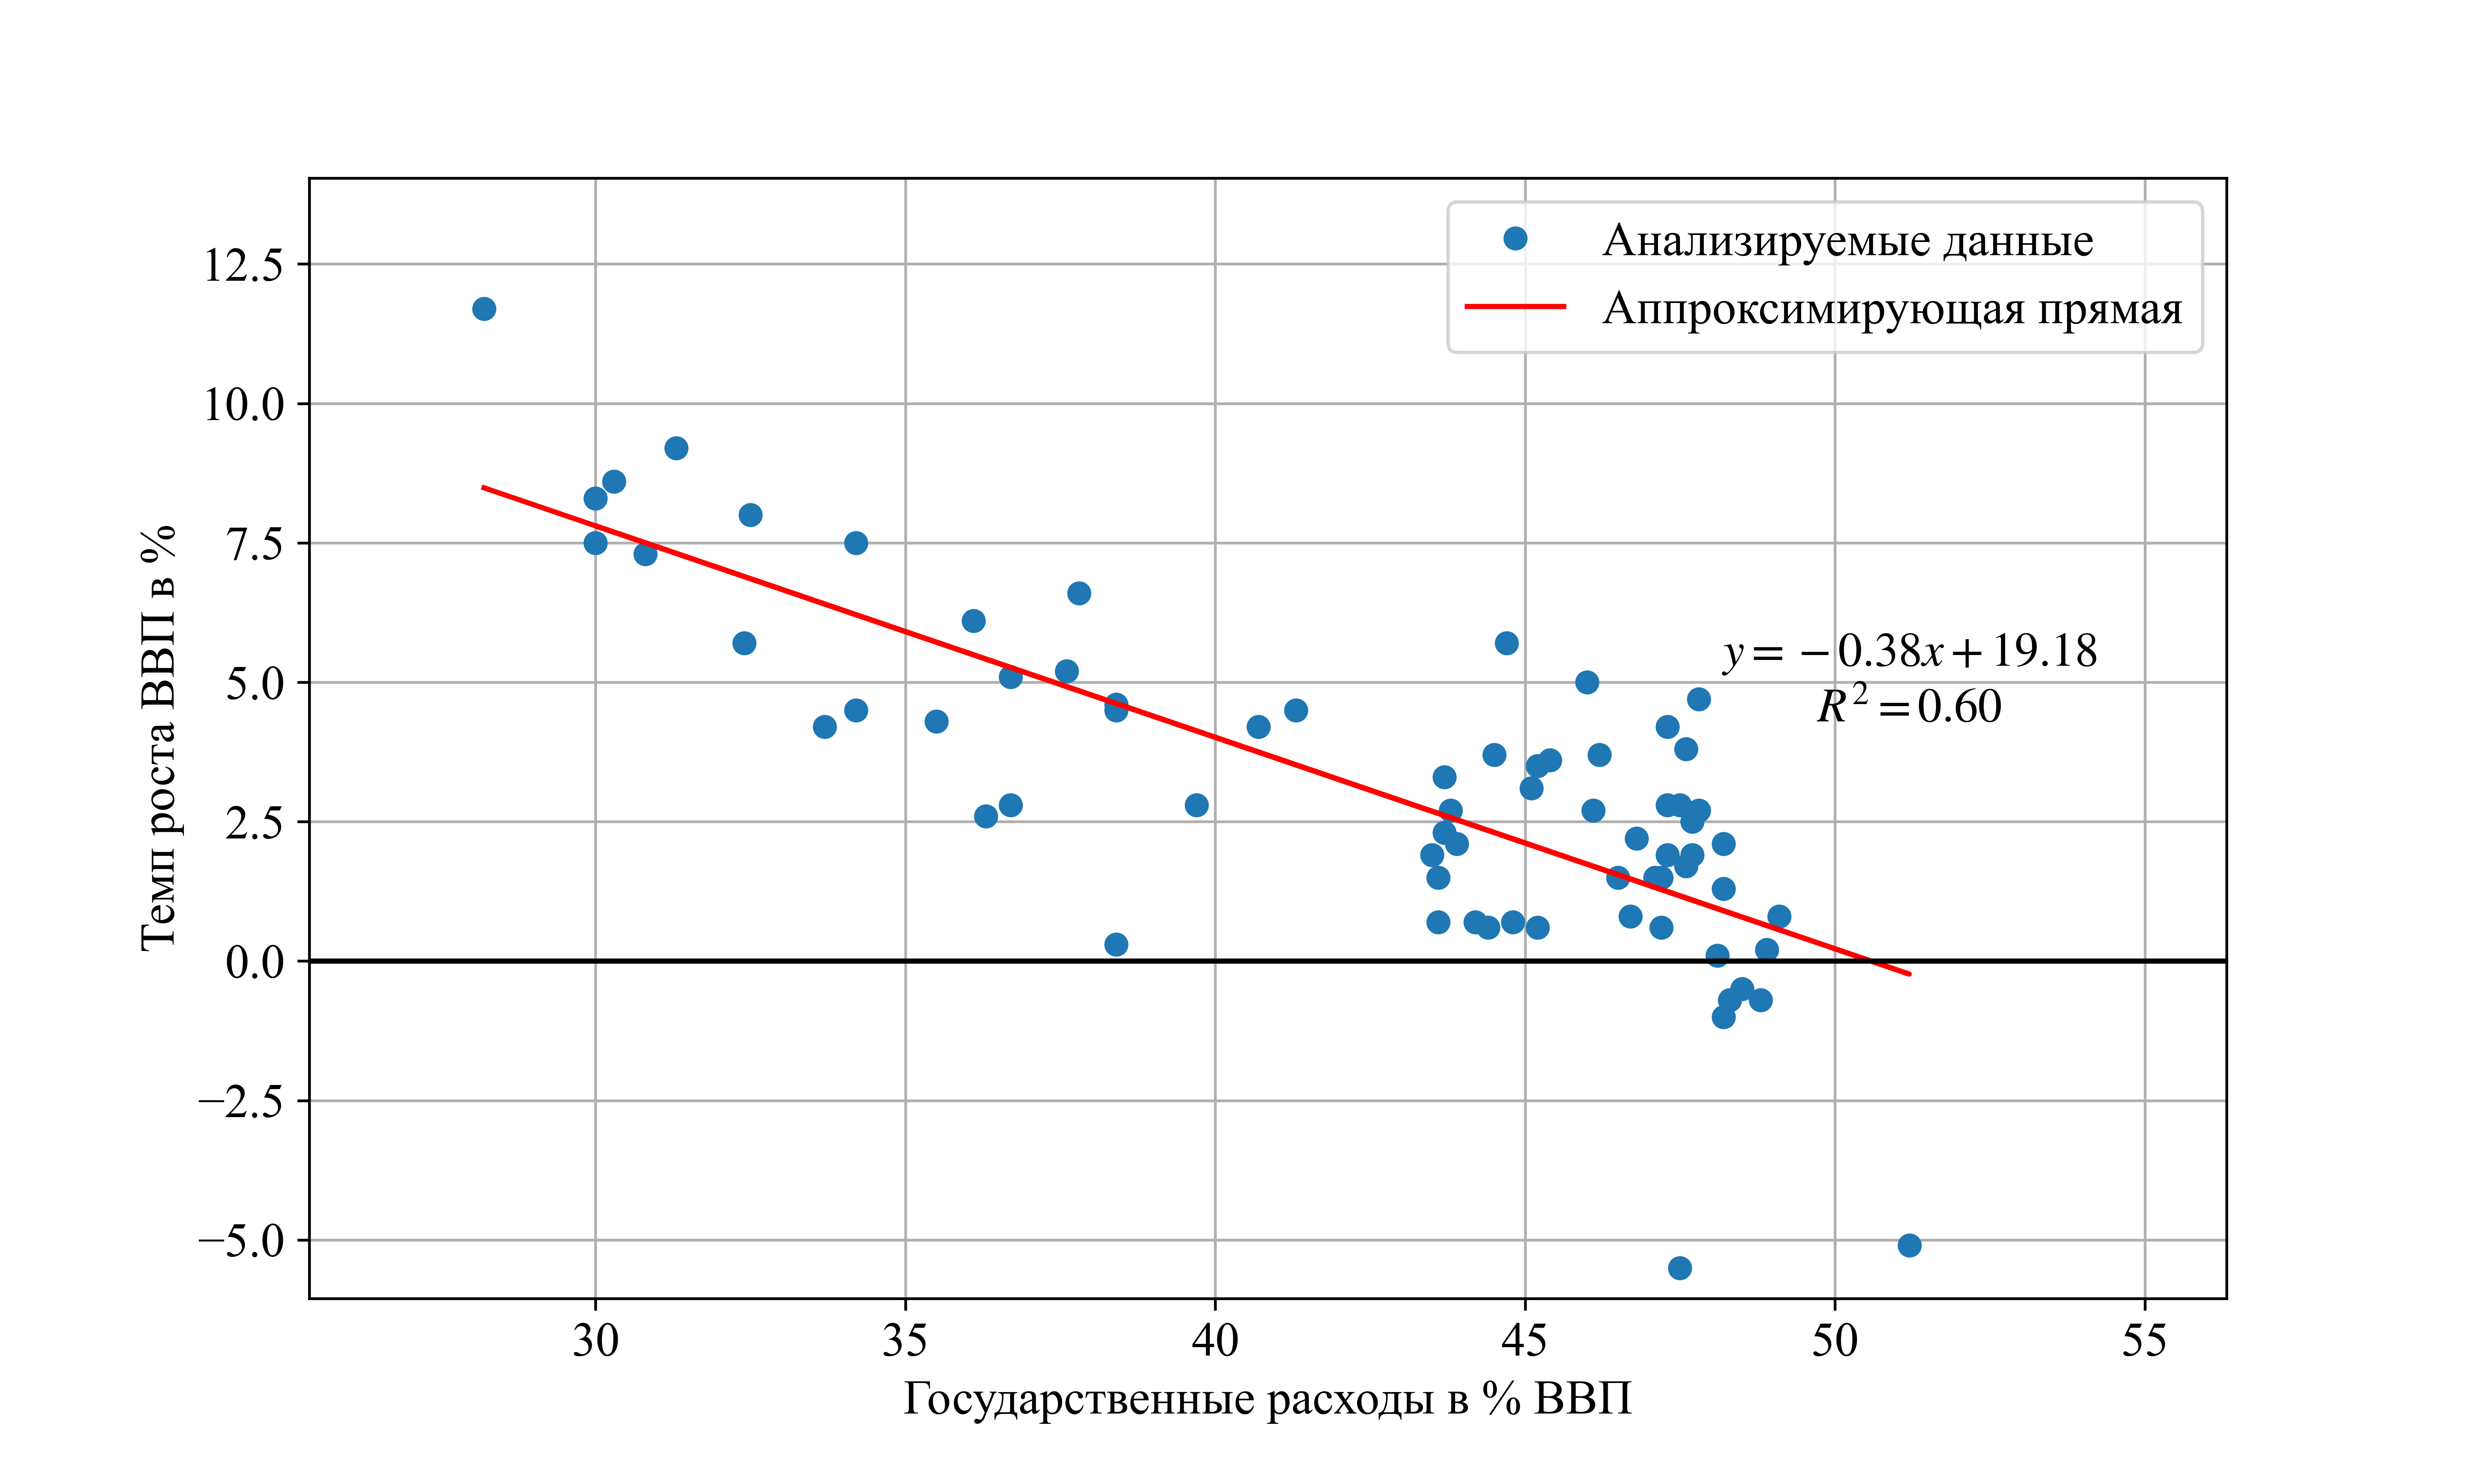 Анализируемые данные
Аппроксимирующая прямая
12.5
10.0
7.5
5.0
2.5
0.0
−2.5
−5.0
Темп роста ВВП в %
y = −0.38x + 19.18
R² = 0.60
30 35 40 45 50 55
Государственные расходы в % ВВП